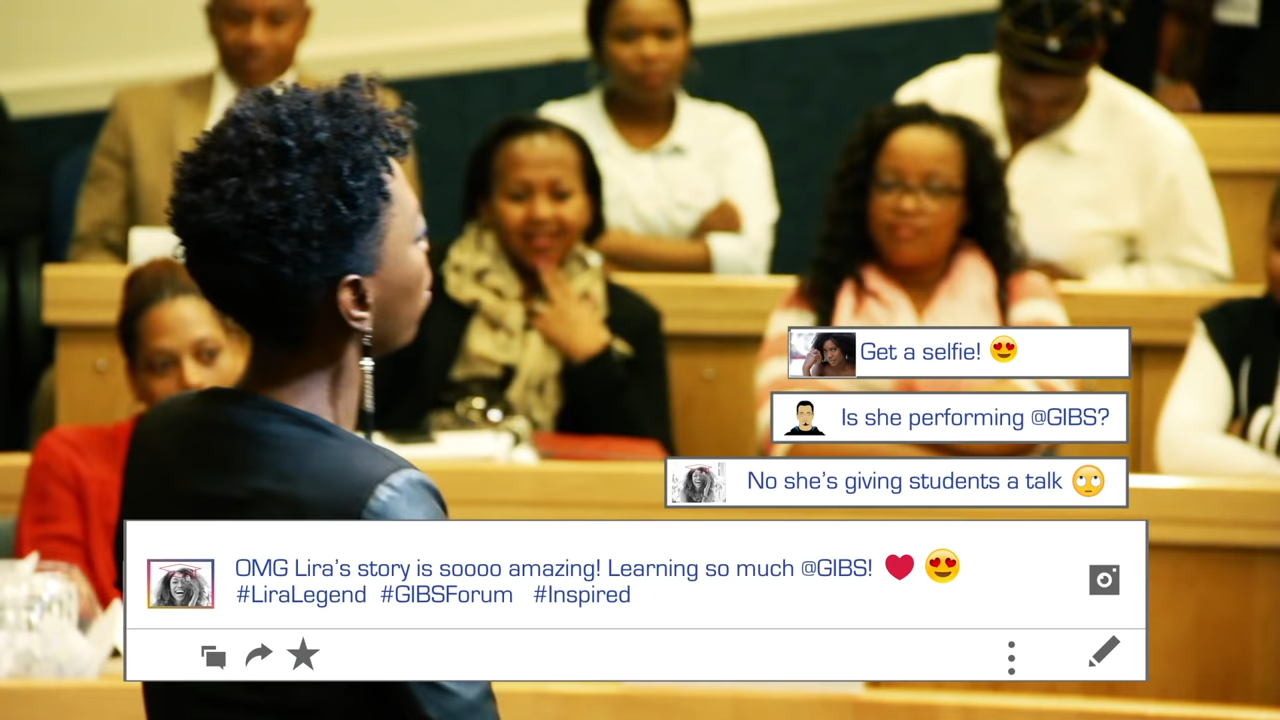 Get a selfie! 😍
Is she performing @GIBS?
No she's giving students a talk 🙄
OMG Lira's story is soooo amazing! Learning so much @GIBS! ❤️ 😍
#LiraLegend #GIBSForum #Inspired